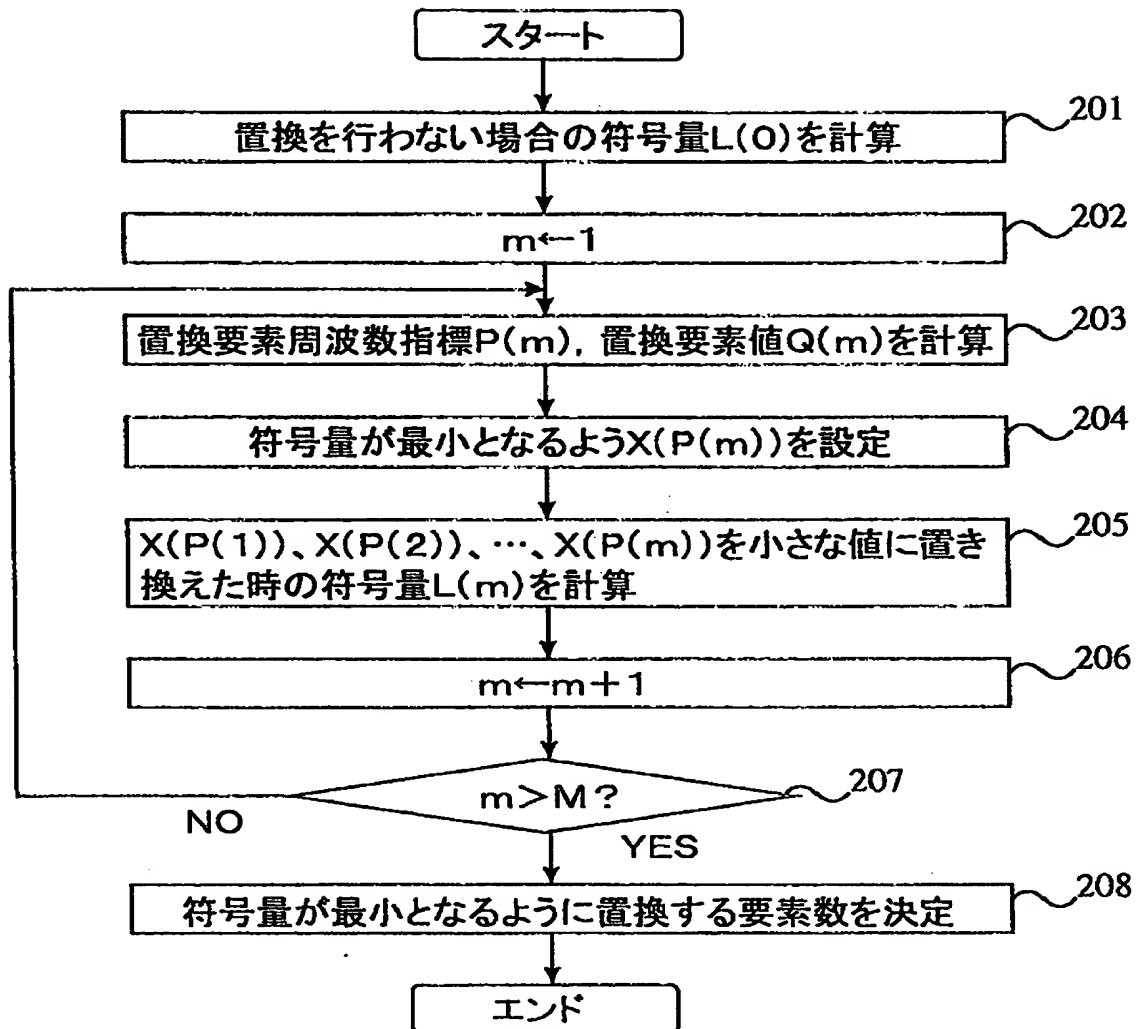 スタート
置換を行わない場合の符号量L(0)を計算
201
m←1
202
置換要素周波数指標P(m), 置換要素値Q(m)を計算
203
符号量が最小となるようX(P(m))を設定
204
X(P(1))、X(P(2))、…、X(P(m))を小さな値に置き
換えた時の符号量L(m)を計算
205
m←m+1
206
m>M?
207
NO
YES
符号量が最小となるように置換する要素数を決定
208
エンド